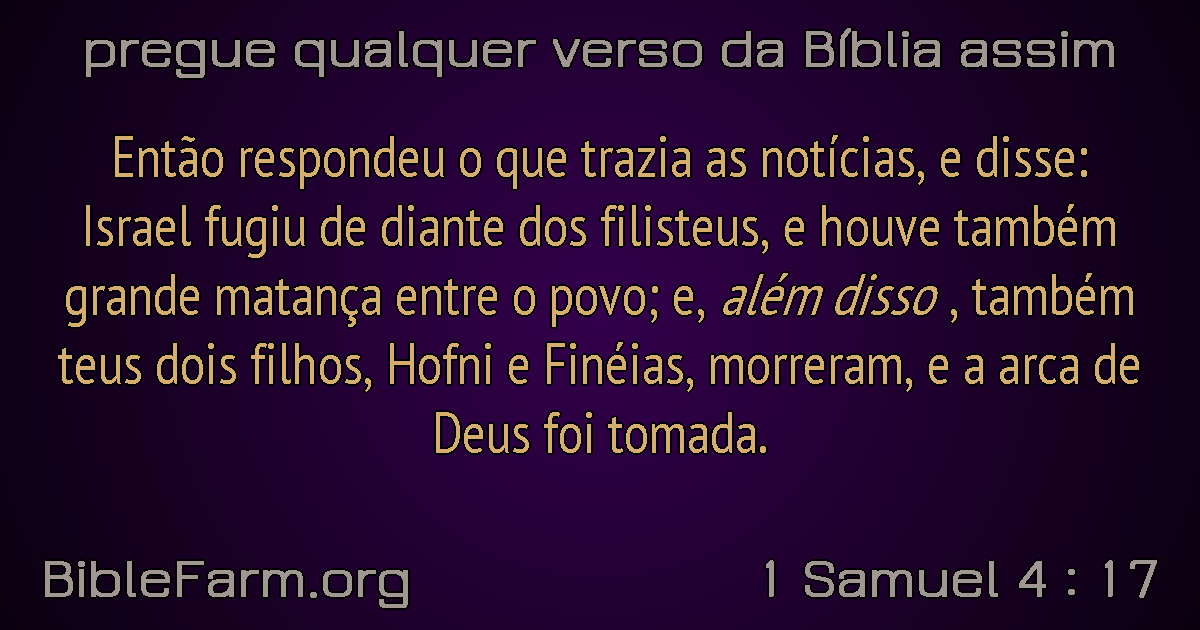 pregue qualquer verso da Bíblia assim
Então respondeu o que trazia as notícias, e disse:
Israel fugiu de diante dos filisteus, e houve também
grande matança entre o povo; e, além disso , também
teus dois filhos, Hofni e Finéias, morreram, e a arca de
Deus foi tomada.
BibleFarm.org
1 Samuel 4 : 17